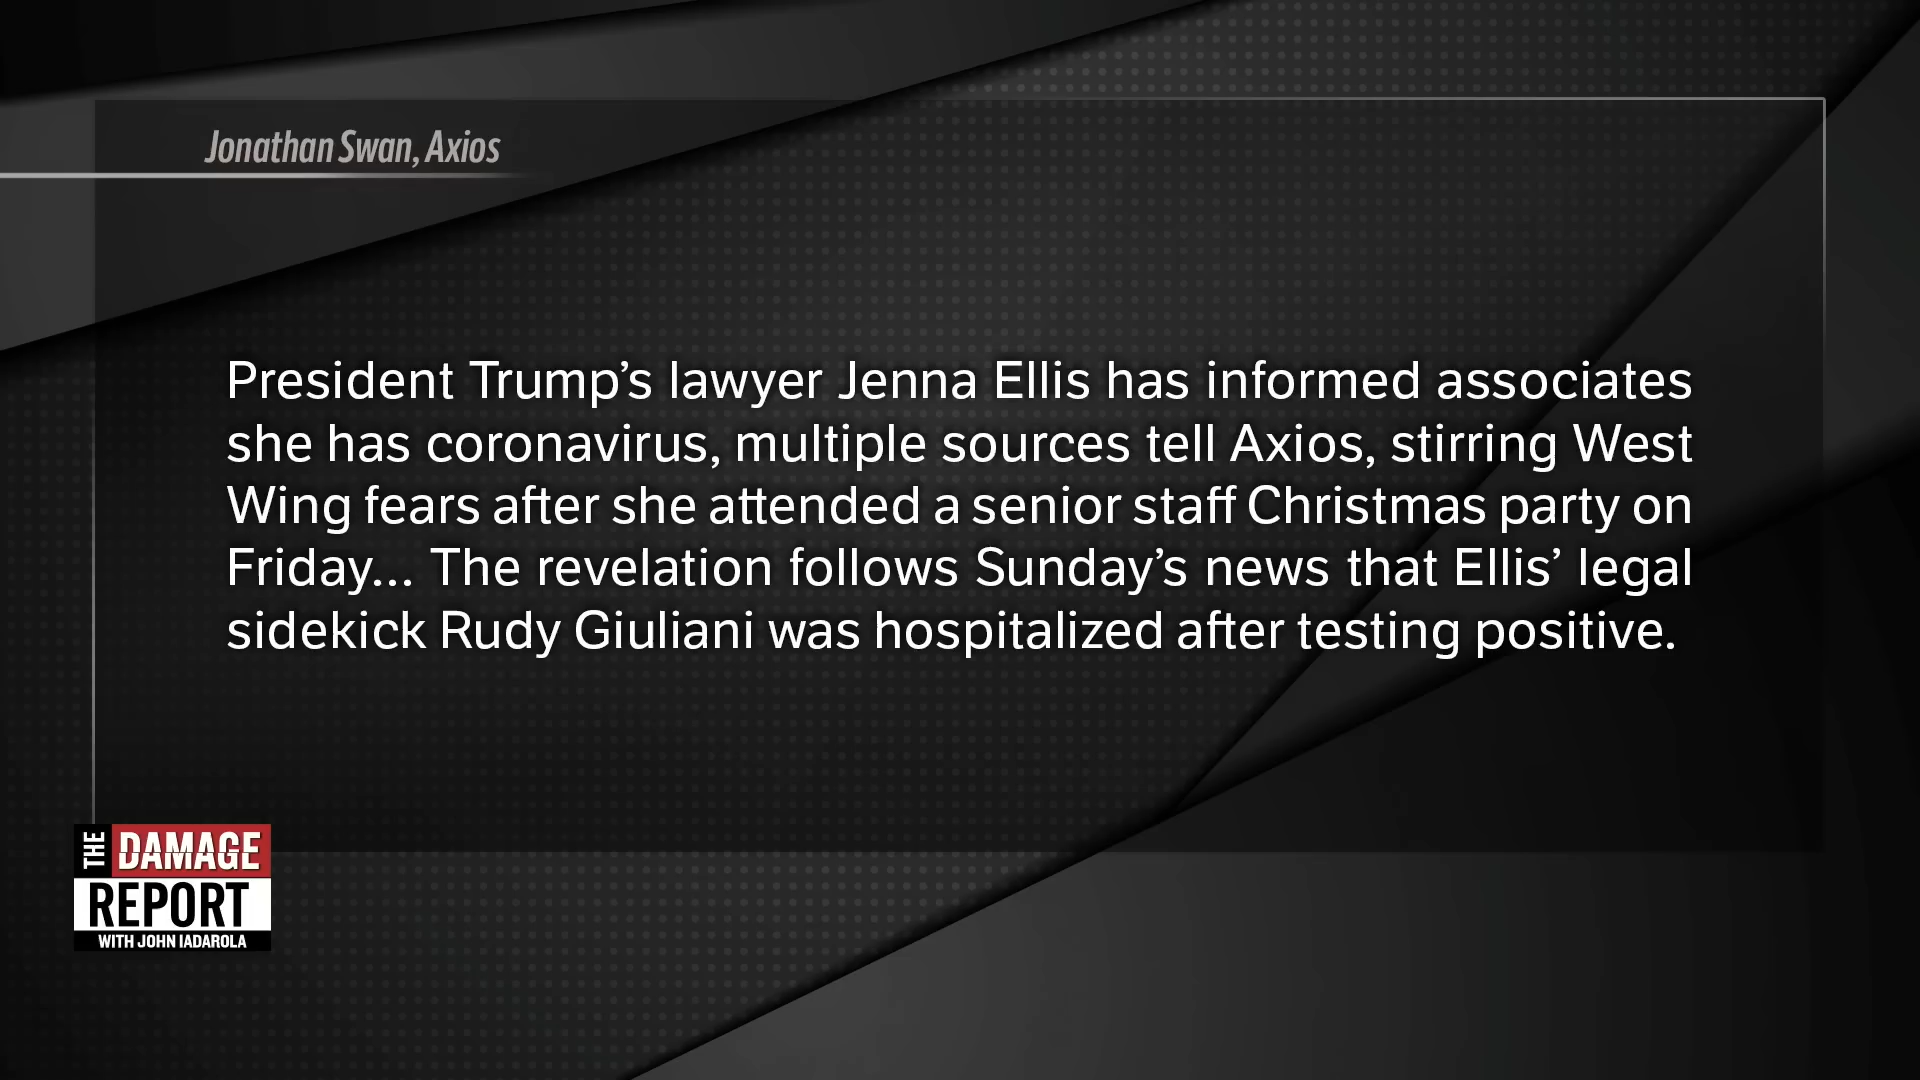 Jonathan Swan, Axios
President Trump’s lawyer Jenna Ellis has informed associates
she has coronavirus, multiple sources tell Axios, stirring West
Wing fears after she attended a senior staff Christmas party on
Friday... The revelation follows Sunday’s news that Ellis’ legal
sidekick Rudy Giuliani was hospitalized after testing positive.
THE DAMAGE
REPORT
WITH JOHN IADAROLA